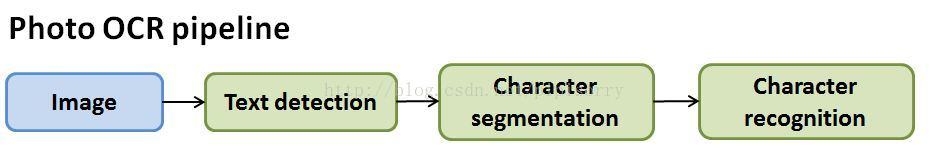 Photo OCR pipeline
Image
Text detection
Character
segmentation
Character
recognition